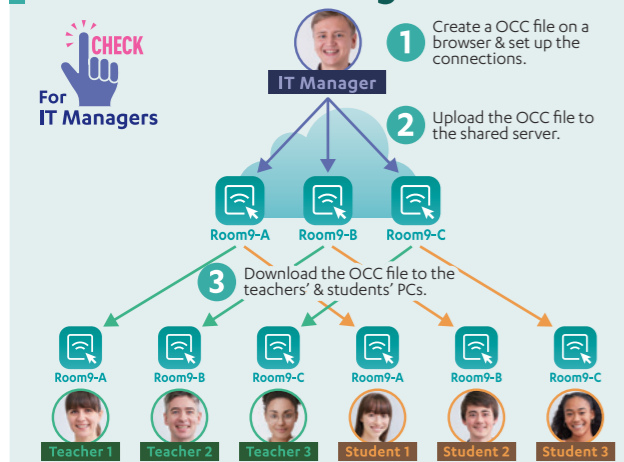 CHECK
For
IT Managers
IT Manager
1
Create a OCC file on a
browser & set up the
connections.
2
Upload the OCC file to
the shared server.
Room9-A
Room9-B
Room9-C
3
Download the OCC file to the
teachers’ & students’ PCs.
Room9-A
Room9-B
Room9-C
Room9-A
Room9-B
Room9-C
Teacher 1
Teacher 2
Teacher 3
Student 1
Student 2
Student 3